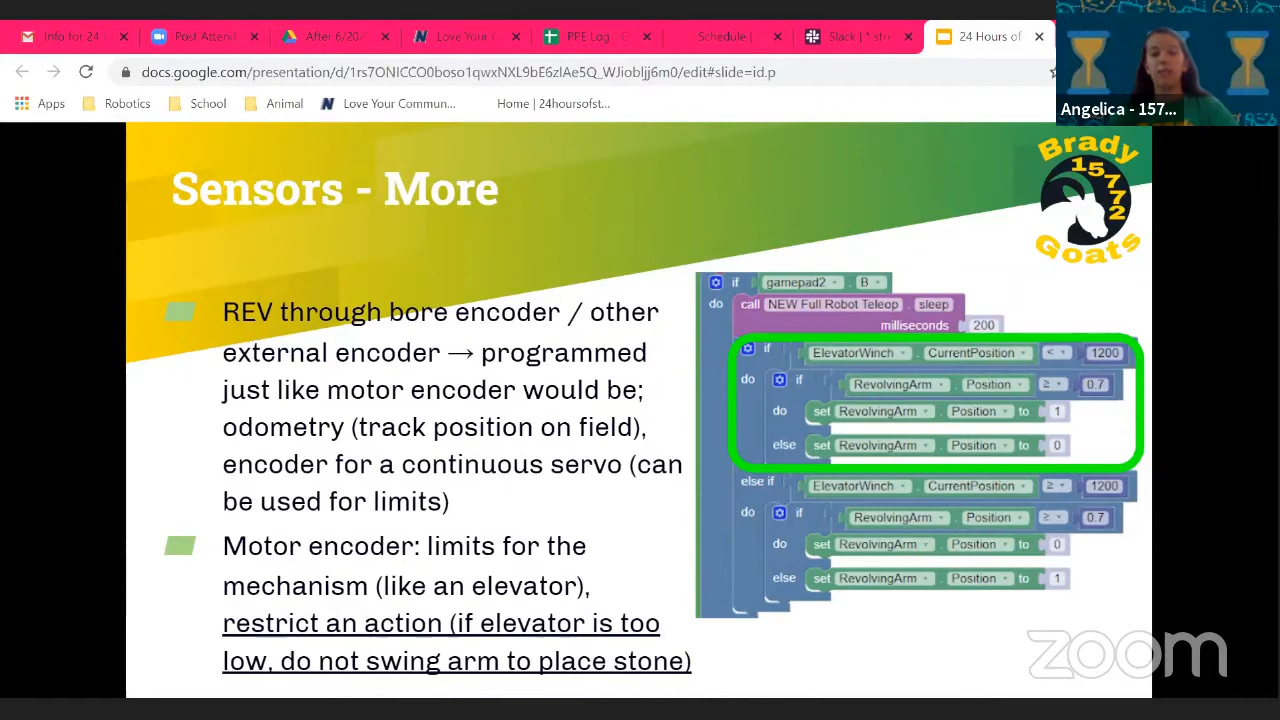 Info for 24
Post Attend
After 6/20/
Love Your C
PPE Log - G
Schedule |
Slack | * str
24 Hours of
docs.google.com/presentation/d/1rs7ONICCO0boso1qwxNXL9bE6zlAe5Q_WJiobljj6m0/edit#slide=id.p
Apps
Robotics
School
Animal
Love Your Commun...
Home | 24hoursofst...
Angelica - 157...
Sensors - More
Brady
15772
Goats
REV through bore encoder / other
external encoder → programmed
just like motor encoder would be;
odometry (track position on field),
encoder for a continuous servo (can
be used for limits)
Motor encoder: limits for the
mechanism (like an elevator),
restrict an action (if elevator is too
low, do not swing arm to place stone)
if gamepad2 . B
do call NEW Full Robot Teleop . sleep
milliseconds 200
if ElevatorWinch . CurrentPosition < 1200
do if RevolvingArm . Position ≥ 0.7
do set RevolvingArm . Position to 1
else set RevolvingArm . Position to 0
else if ElevatorWinch . CurrentPosition ≥ 1200
do if RevolvingArm . Position ≥ 0.7
do set RevolvingArm . Position to 0
else set RevolvingArm . Position to 1
zoom